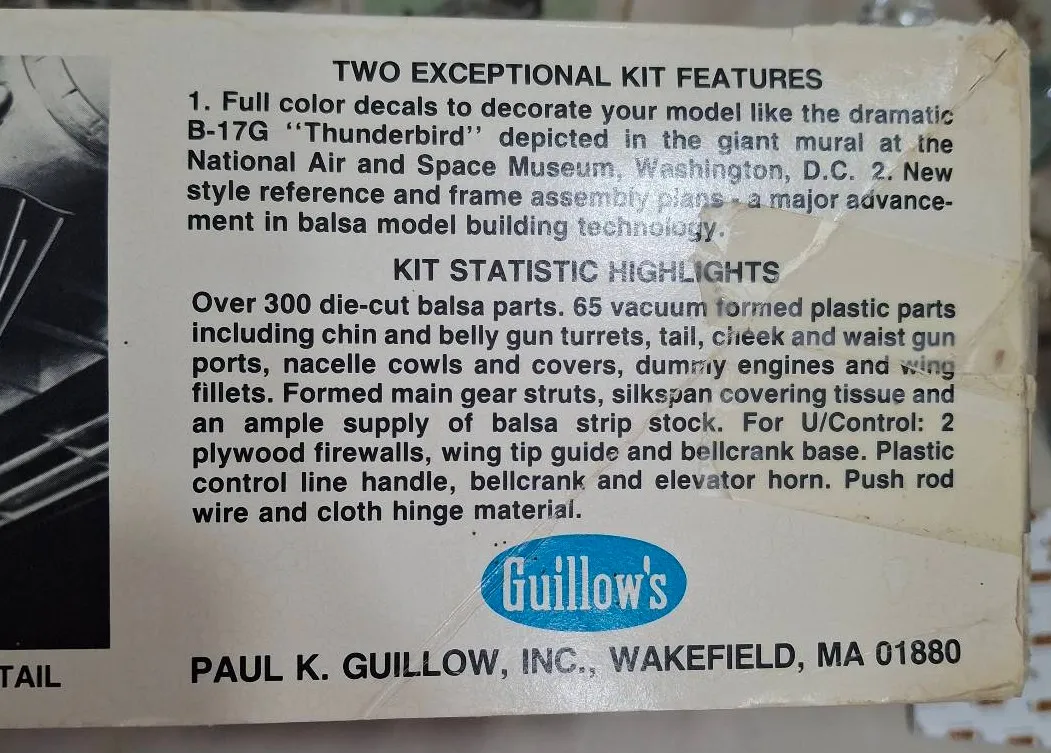 TWO EXCEPTIONAL KIT FEATURES
1. Full color decals to decorate your model like the dramatic
B-17G "Thunderbird" depicted in the giant mural at the
National Air and Space Museum, Washington, D.C. 2. New
style reference and frame assembly plans - a major advance-
ment in balsa model building technology.
KIT STATISTIC HIGHLIGHTS
Over 300 die-cut balsa parts. 65 vacuum formed plastic parts
including chin and belly gun turrets, tail, cheek and waist gun
ports, nacelle cowls and covers, dummy engines and wing
fillets. Formed main gear struts, silkspan covering tissue and
an ample supply of balsa strip stock. For U/Control: 2
plywood firewalls, wing tip guide and bellcrank base. Plastic
control line handle, bellcrank and elevator horn. Push rod
wire and cloth hinge material.
Guillow's
TAIL
PAUL K. GUILLOW, INC., WAKEFIELD, MA 01880